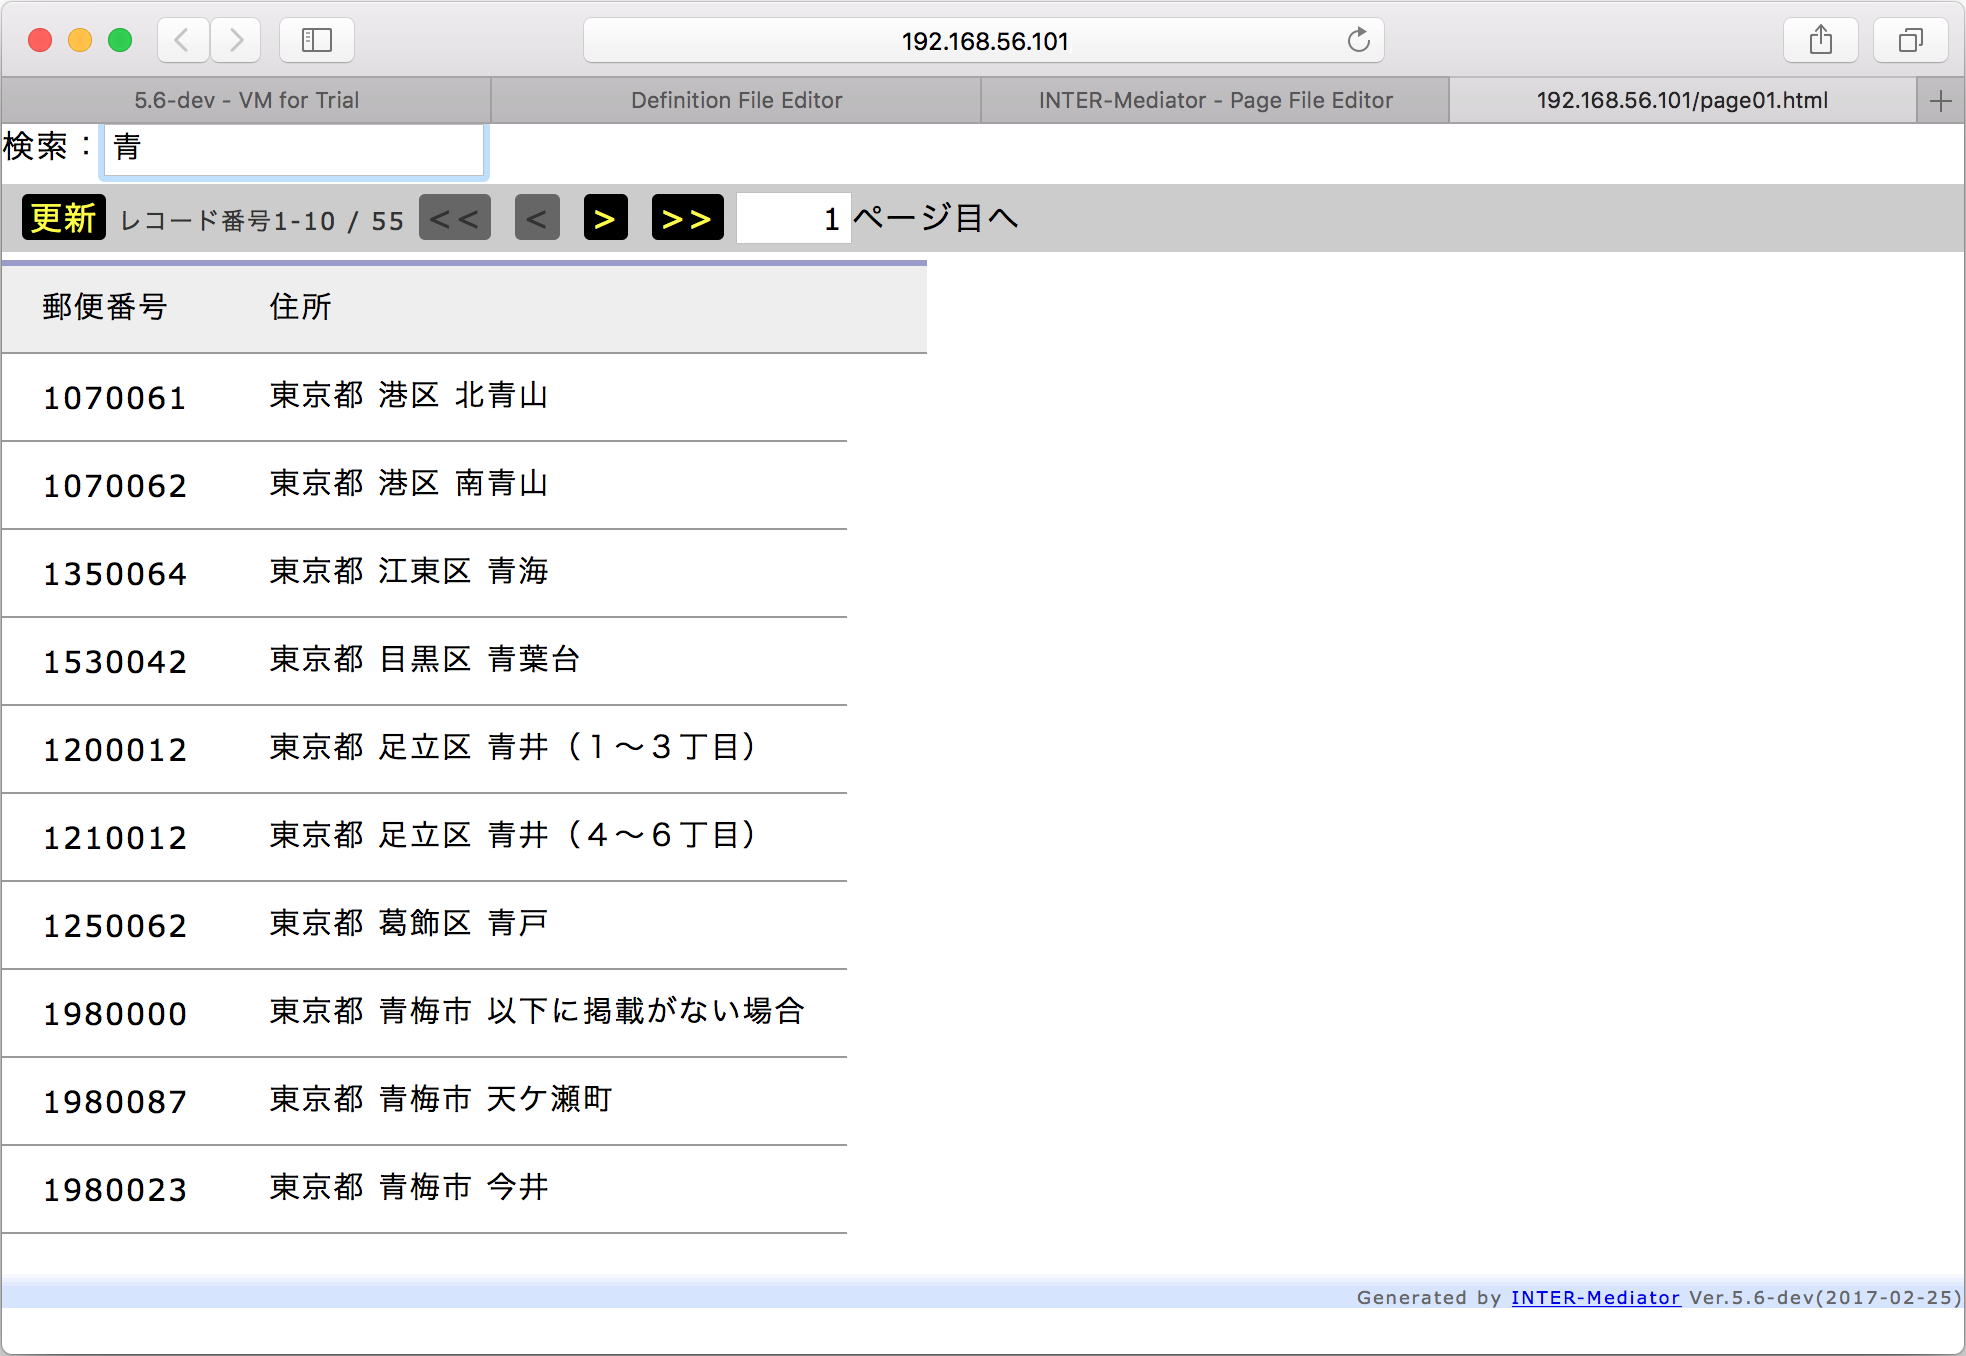 192.168.56.101
5.6-dev - VM for Trial Definition File Editor INTER-Mediator - Page File Editor 192.168.56.101/page01.html
検索：青
更新 レコード番号1-10 / 55 << < > >> 1 ページ目へ
郵便番号 住所
1070061 東京都 港区 北青山
1070062 東京都 港区 南青山
1350064 東京都 江東区 青海
1530042 東京都 目黒区 青葉台
1200012 東京都 足立区 青井（１～３丁目）
1210012 東京都 足立区 青井（４～６丁目）
1250062 東京都 葛飾区 青戸
1980000 東京都 青梅市 以下に掲載がない場合
1980087 東京都 青梅市 天ケ瀬町
1980023 東京都 青梅市 今井
Generated by INTER-Mediator Ver.5.6-dev(2017-02-25)